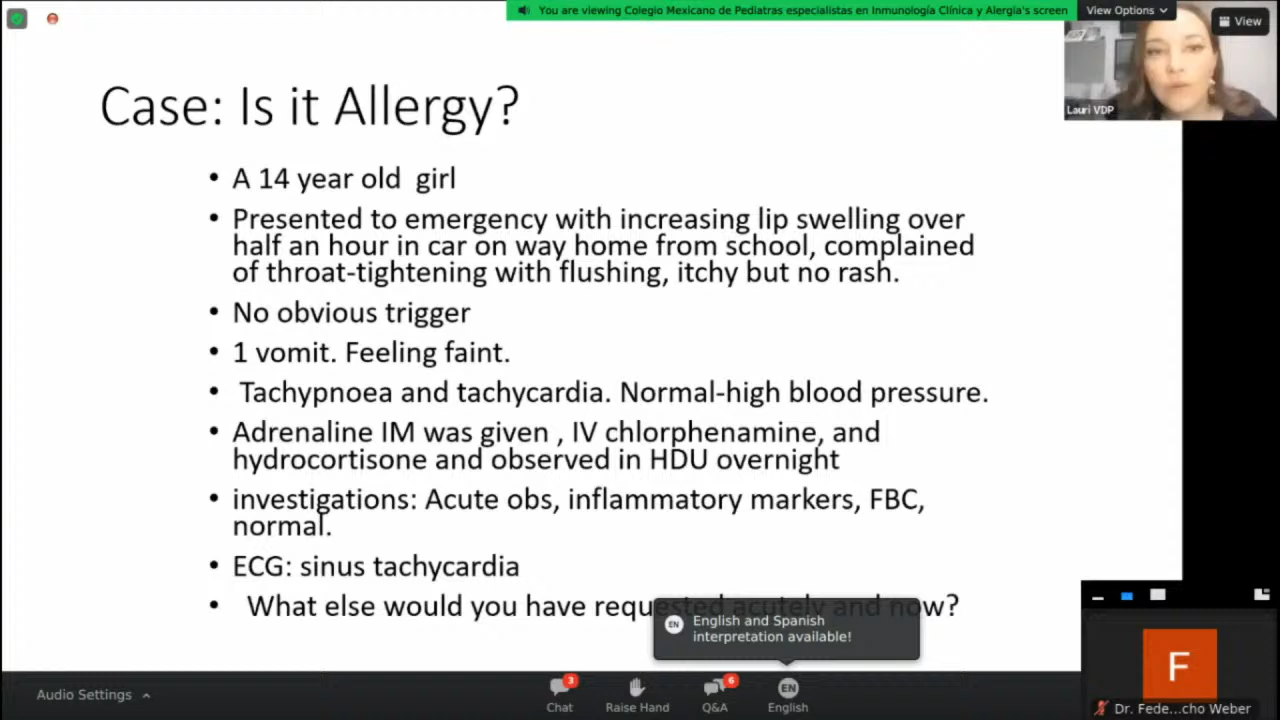 You are viewing Colegio Mexicano de Pediatras especialistas en Inmunología Clínica y Alergia's screen
View Options
View
Lauri VDP
Case: Is it Allergy?
• A 14 year old girl
• Presented to emergency with increasing lip swelling over
half an hour in car on way home from school, complained
of throat-tightening with flushing, itchy but no rash.
• No obvious trigger
• 1 vomit. Feeling faint.
• Tachypnoea and tachycardia. Normal-high blood pressure.
• Adrenaline IM was given , IV chlorphenamine, and
hydrocortisone and observed in HDU overnight
• investigations: Acute obs, inflammatory markers, FBC,
normal.
• ECG: sinus tachycardia
• What else would you have requested acutely and now?
EN
English and Spanish
interpretation available!
F
Dr. Fede...cho Weber
Audio Settings
3
Chat
Raise Hand
6
Q&A
EN
English